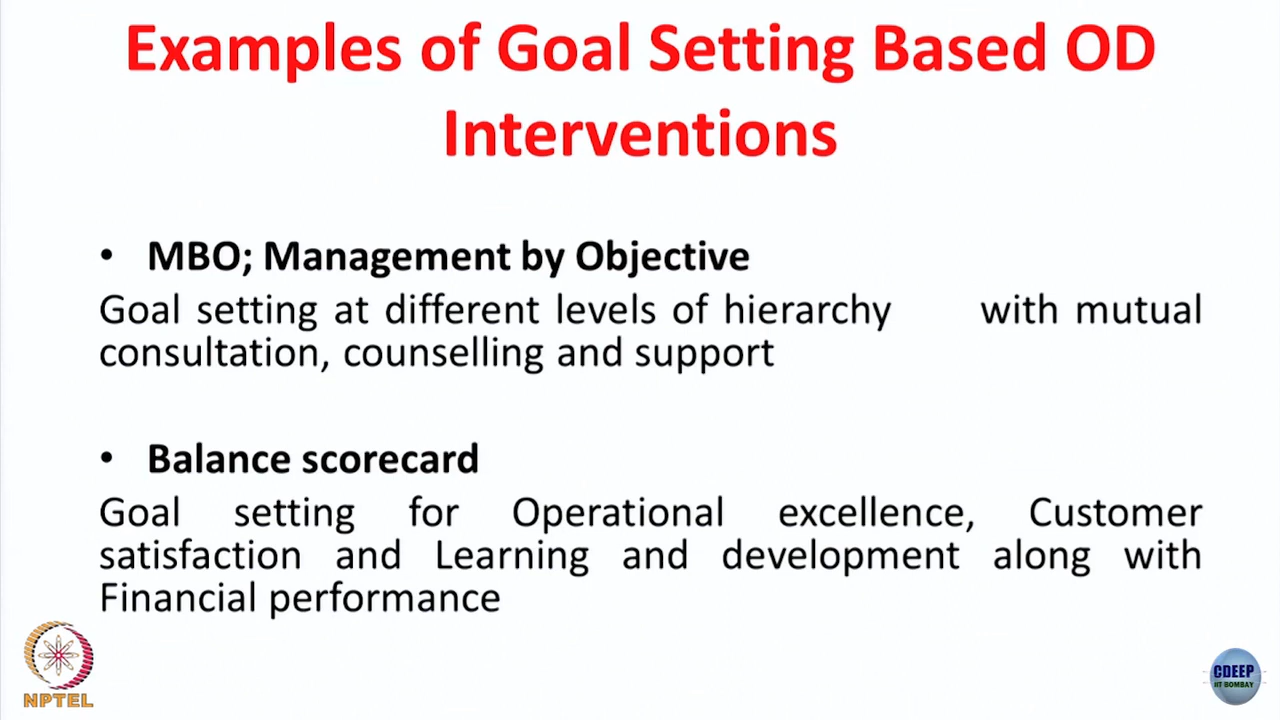 Examples of Goal Setting Based OD
Interventions
• MBO; Management by Objective
Goal setting at different levels of hierarchy with mutual
consultation, counselling and support
• Balance scorecard
Goal setting for Operational excellence, Customer
satisfaction and Learning and development along with
Financial performance
NPTEL
CDEEP
IIT BOMBAY